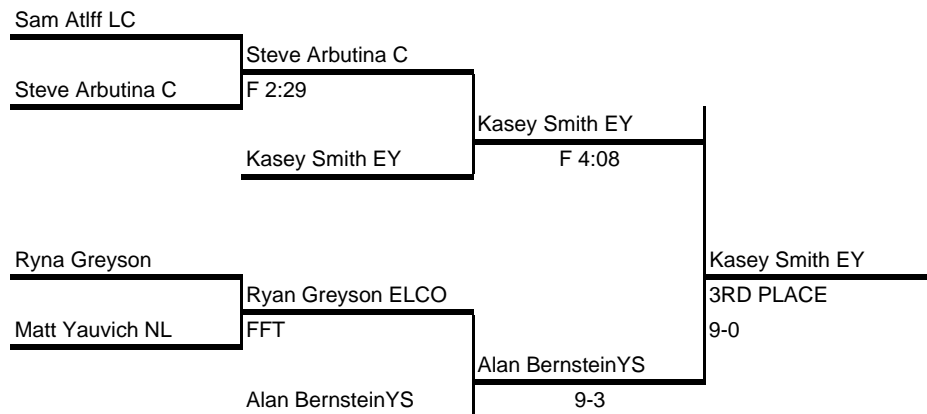 Sam Atlff LC
Steve Arbutina C
Steve Arbutina C
F 2:29
Kasey Smith EY
Kasey Smith EY
F 4:08
Ryna Greyson
Kasey Smith EY
Ryan Greyson ELCO
3RD PLACE
Matt Yauvich NL
FFT
9-0
Alan BernsteinYS
Alan BernsteinYS
9-3